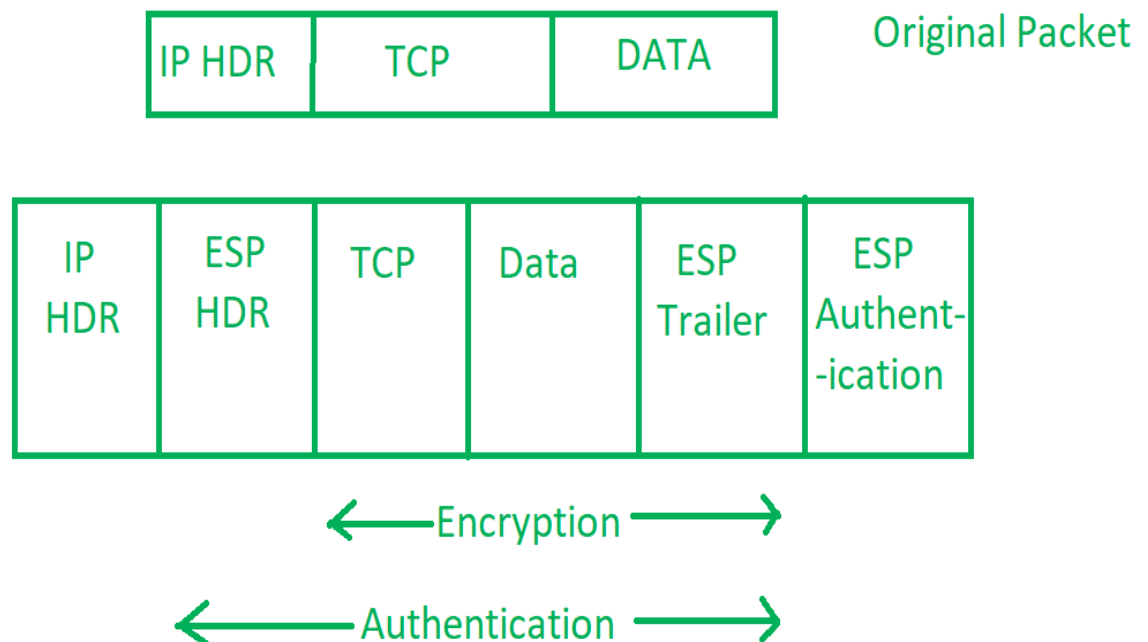 IP HDR TCP DATA Original Packet
IP
HDR
ESP
HDR
TCP
Data
ESP
Trailer
ESP
Authent-
-ication
Encryption
Authentication